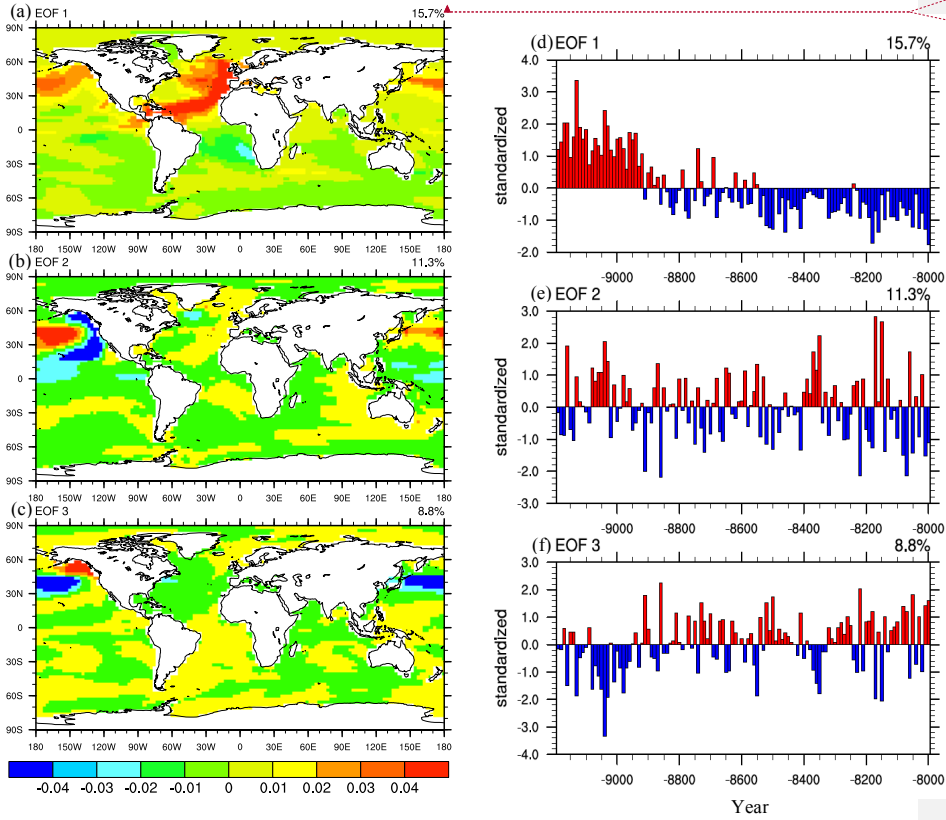 (a) EOF 1 15.7%
90N
60N
30N
0
30S
60S
90S
180 150W 120W 90W 60W 30W 0 30E 60E 90E 120E 150E 180
(b) EOF 2 11.3%
90N
60N
30N
0
30S
60S
90S
180 150W 120W 90W 60W 30W 0 30E 60E 90E 120E 150E 180
(c) EOF 3 8.8%
90N
60N
30N
0
30S
60S
90S
180 150W 120W 90W 60W 30W 0 30E 60E 90E 120E 150E 180
-0.04 -0.03 -0.02 -0.01 0 0.01 0.02 0.03 0.04
(d) EOF 1 15.7%
standardized
4.0
3.0
2.0
1.0
0.0
-1.0
-2.0
-9000 -8800 -8600 -8400 -8200 -8000
(e) EOF 2 11.3%
standardized
3.0
2.0
1.0
0.0
-1.0
-2.0
-3.0
-9000 -8800 -8600 -8400 -8200 -8000
(f) EOF 3 8.8%
standardized
3.0
2.0
1.0
0.0
-1.0
-2.0
-3.0
-4.0
-9000 -8800 -8600 -8400 -8200 -8000
Year